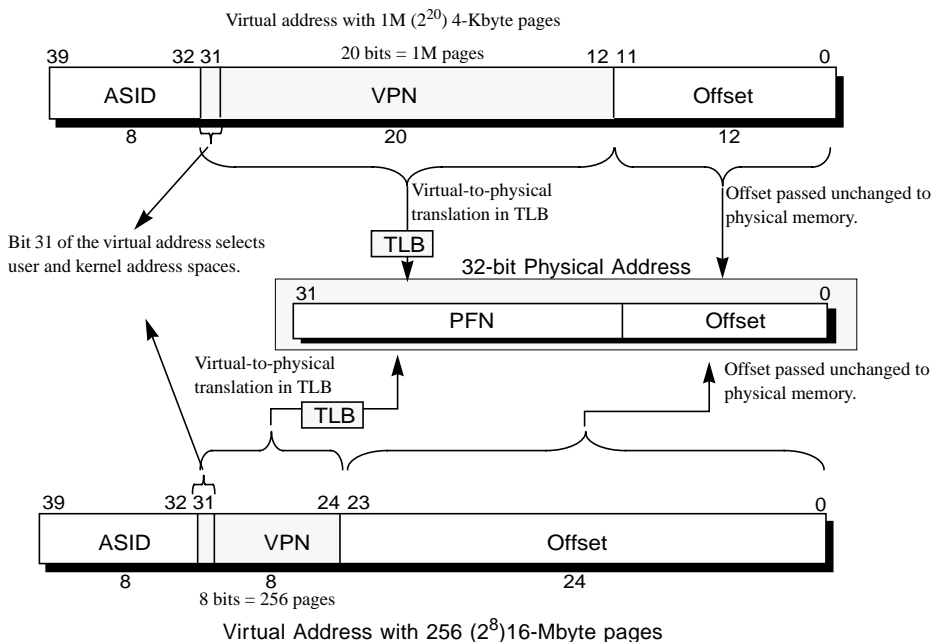 Virtual address with 1M (2^20) 4-Kbyte pages
39 32 31 20 bits = 1M pages 12 11 0
ASID VPN Offset
8 20 12
Virtual-to-physical
translation in TLB
Offset passed unchanged to
physical memory.
Bit 31 of the virtual address selects
user and kernel address spaces.
TLB
32-bit Physical Address
31 0
PFN Offset
Virtual-to-physical
translation in TLB
Offset passed unchanged to
physical memory.
TLB
39 32 31 24 23 0
ASID VPN Offset
8 8 24
8 bits = 256 pages
Virtual Address with 256 (2^8)16-Mbyte pages